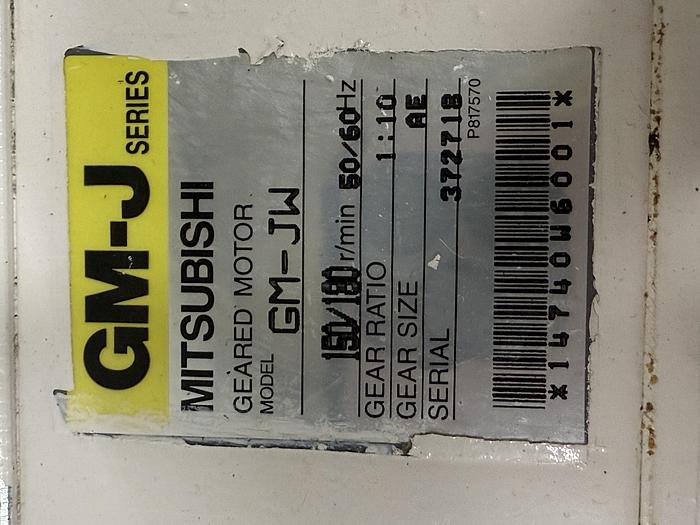 GM-J SERIES
MITSUBISHI
GEARED MOTOR
MODEL GM-JW
150/180 r/min 50/60Hz
GEAR RATIO 1:10
GEAR SIZE AE
SERIAL 372718
P817570
*14740W6001*